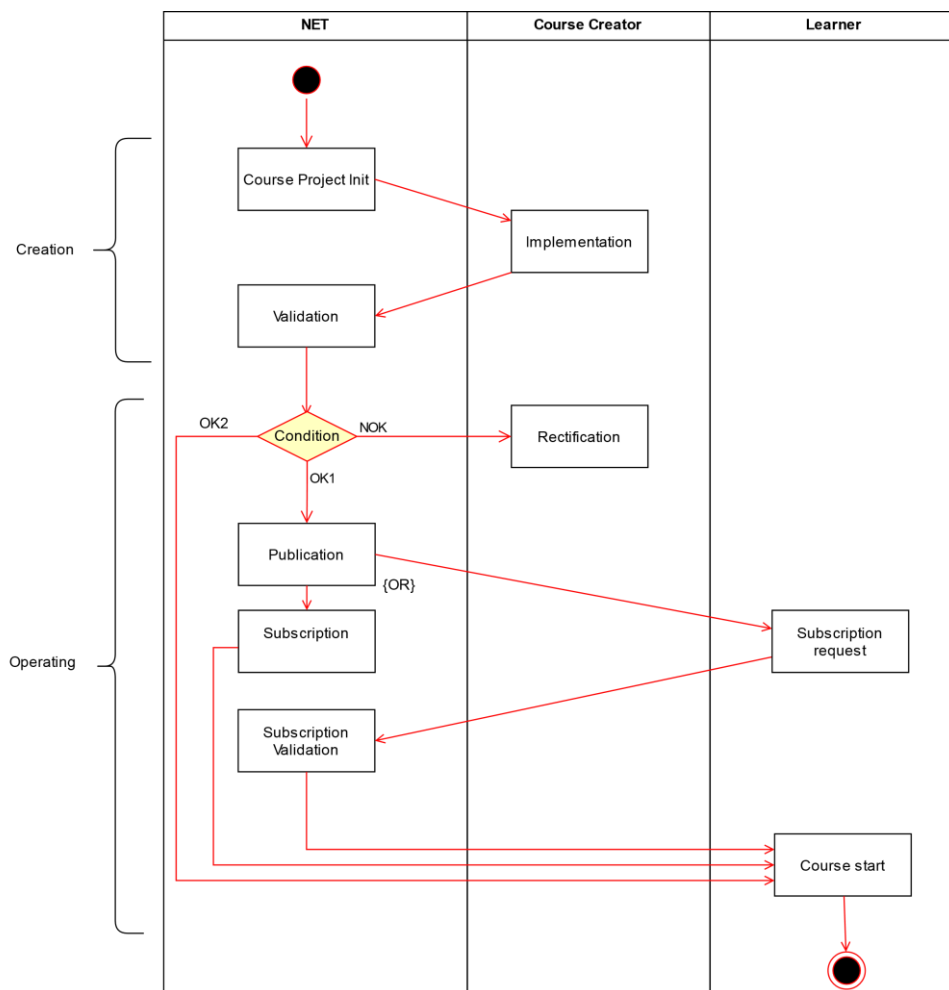 NET
Course Creator
Learner
Course Project Init
Creation
Implementation
Validation
OK2
Condition
NOK
Rectification
OK1
Publication
{OR}
Subscription
Subscription
request
Operating
Subscription
Validation
Course start